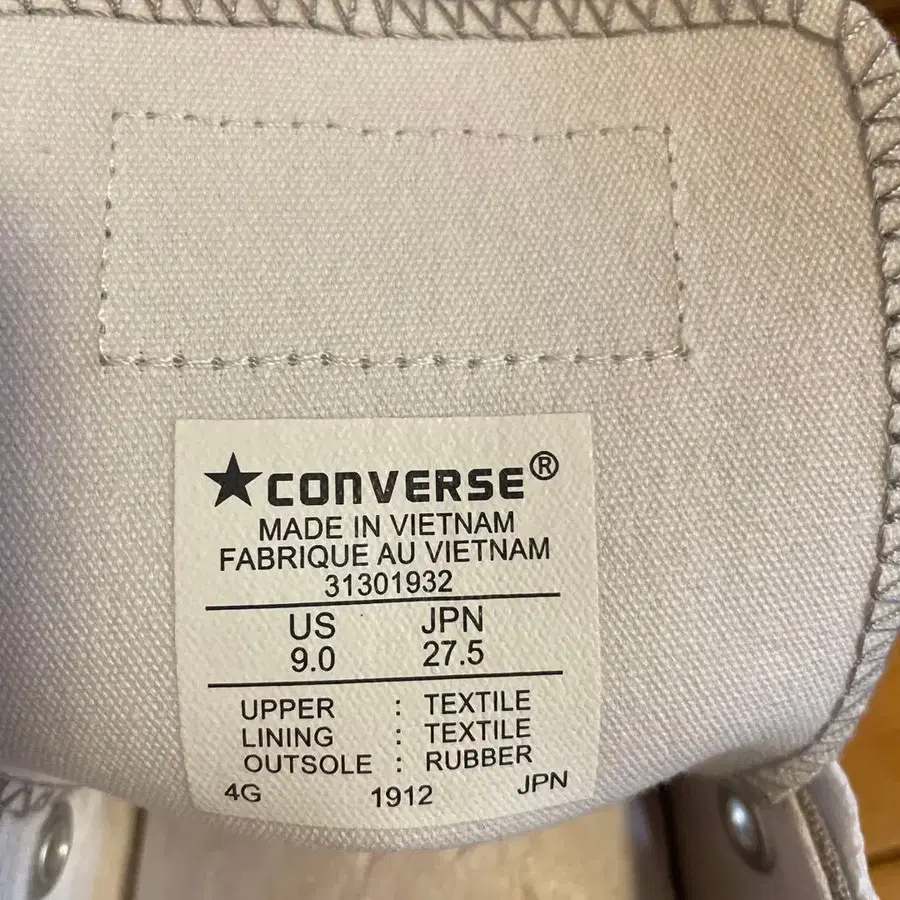 ★CONVERSE®
MADE IN VIETNAM
FABRIQUE AU VIETNAM
31301932
US JPN
9.0 27.5
UPPER : TEXTILE
LINING : TEXTILE
OUTSOLE : RUBBER
4G 1912 JPN